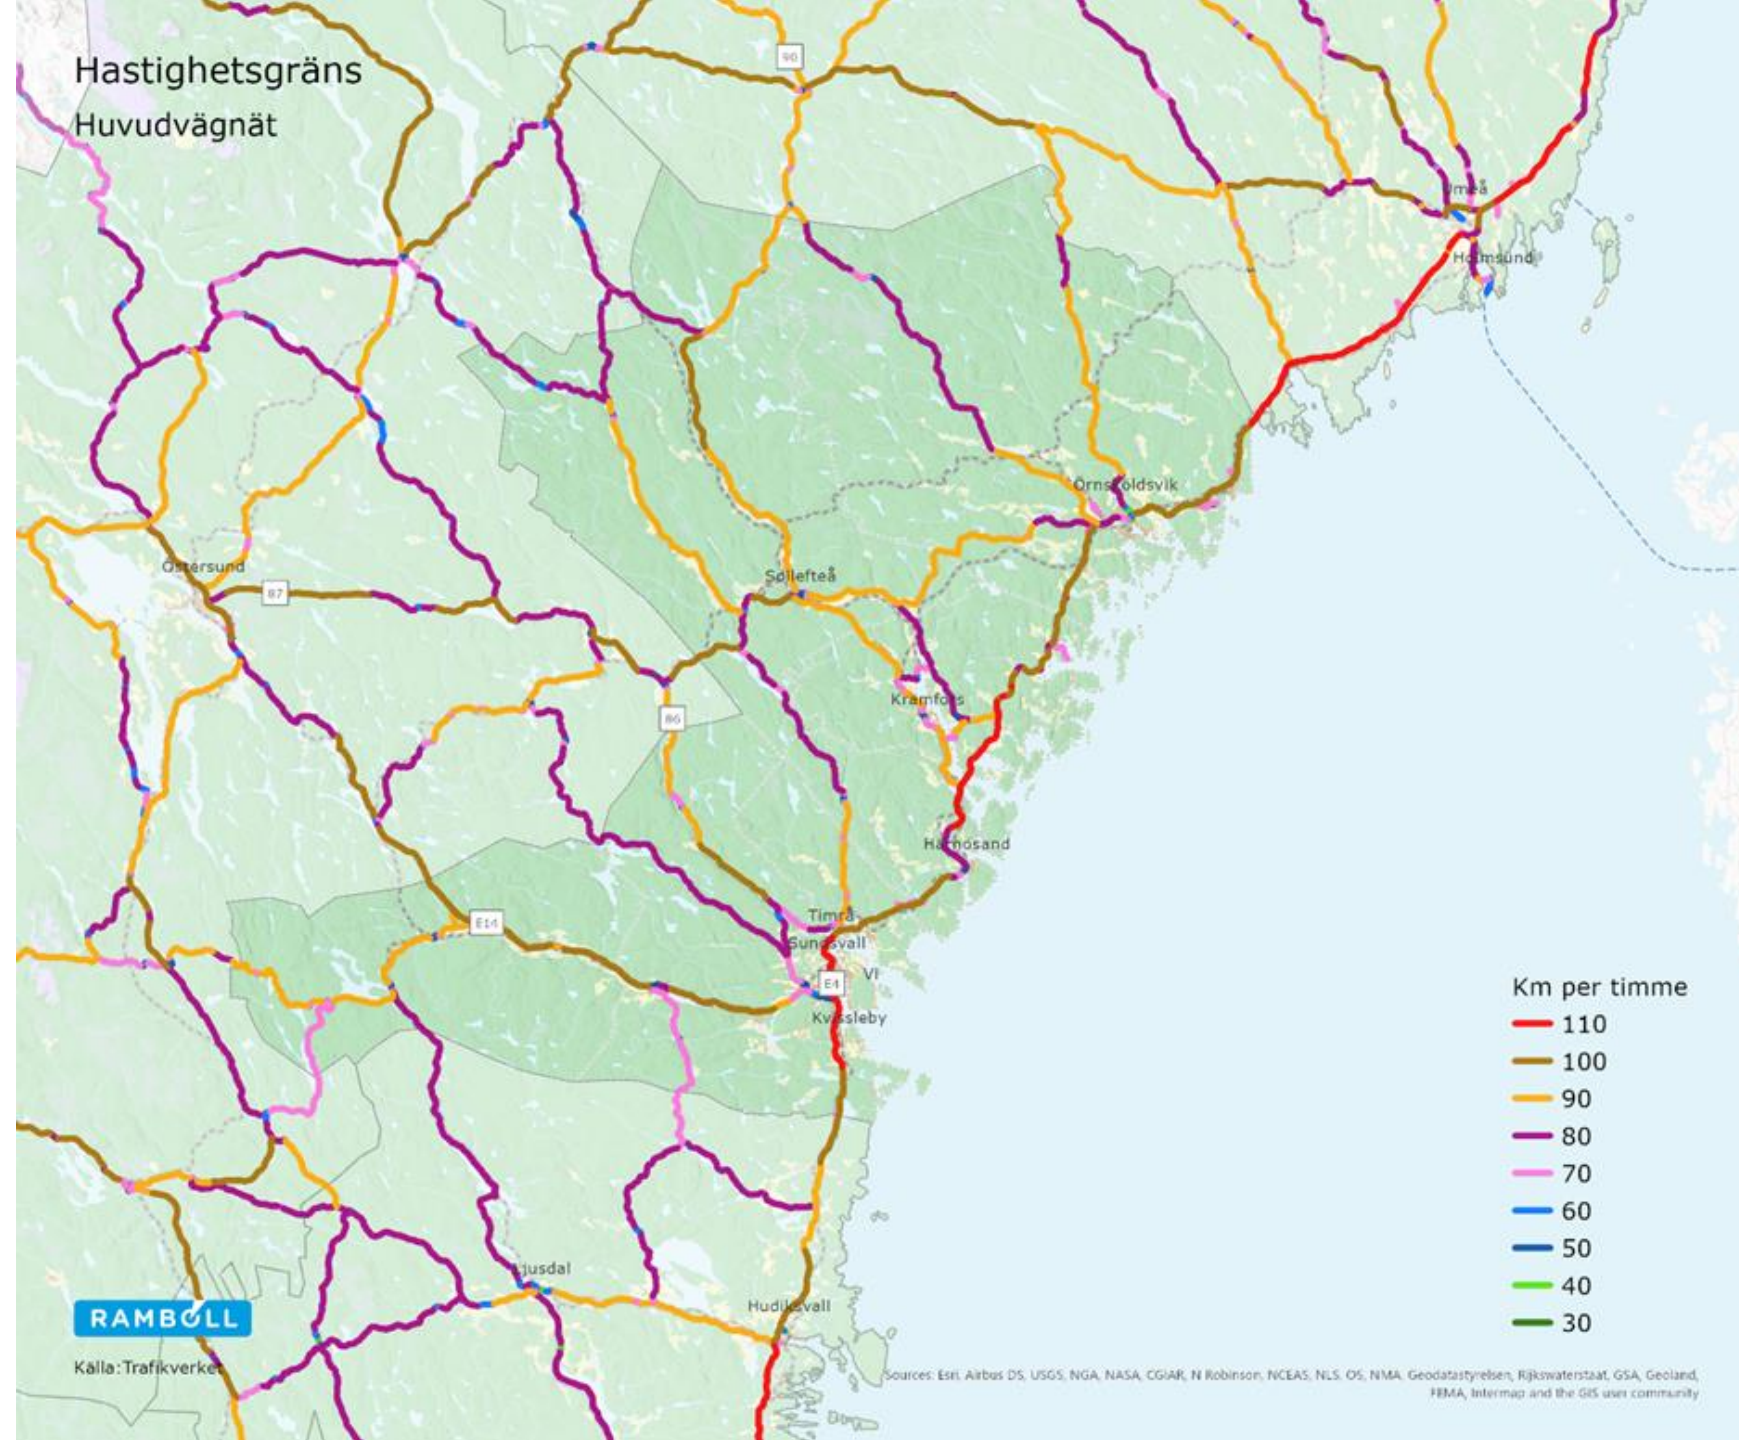 Hastighetsgräns
Huvudvägnät
90
Umeå
Holmsund
Örnsköldsvik
Östersund
87
Sollefteå
Kramfors
86
Härnösand
Timrå
E14
Sundsvall
VI
E4
Kvissleby
Km per timme
110
100
90
80
70
60
50
40
30
Ljusdal
Hudiksvall
RAMBOLL
Källa:Trafikverket
Sources: Esri, Airbus DS, USGS, NGA, NASA, CGIAR, N Robinson, NCEAS, NLS, OS, NMA, Geodatastyrelsen, Rijkswaterstaat, GSA, Geoland,
FEMA, Intermap and the GIS user community